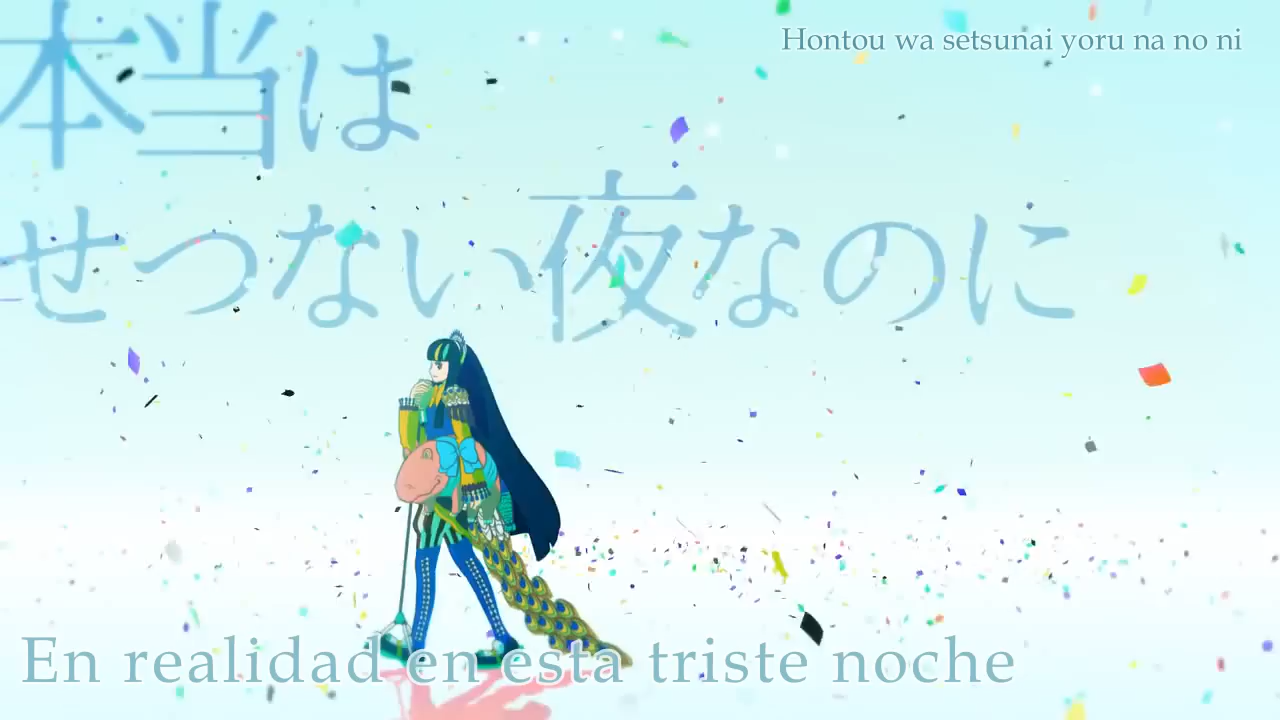 Hontou wa setsunai yoru na no ni
本当は
せつない夜なのに
En realidad en esta triste noche